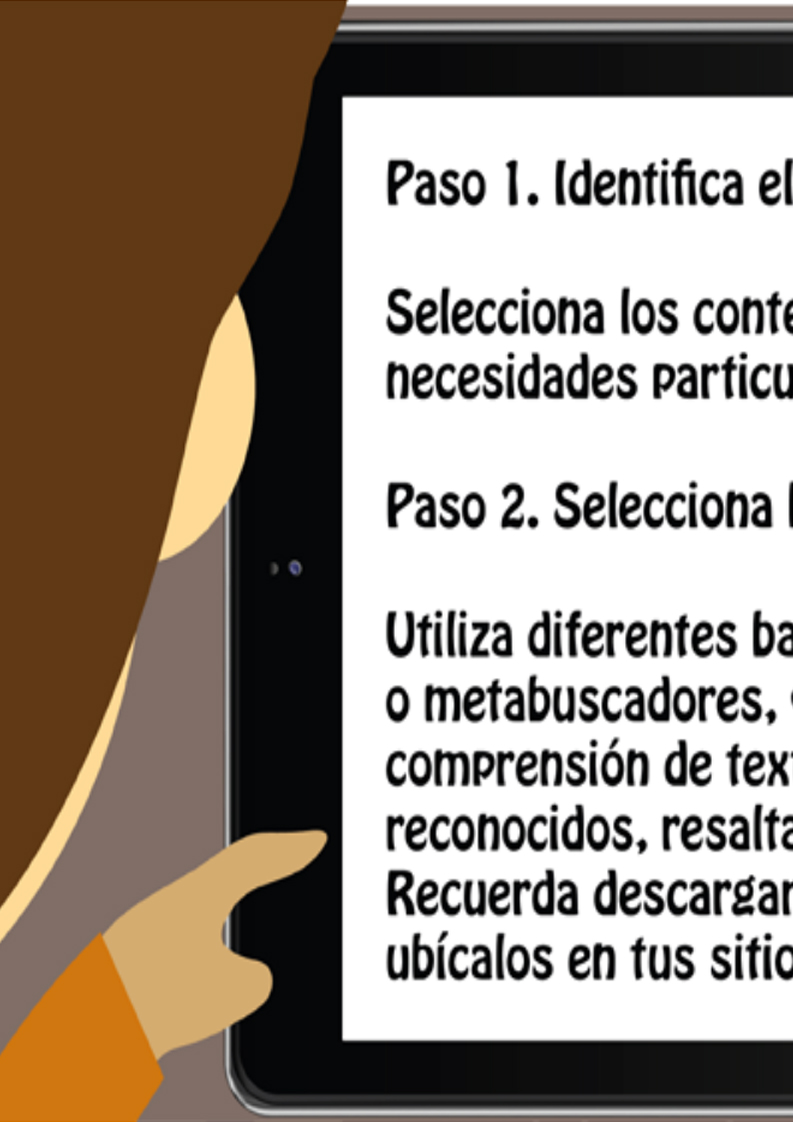 Paso 1. Identifica el
Selecciona los conte
necesidades particu
Paso 2. Selecciona
Utiliza diferentes ba
o metabuscadores,
comprensión de text
reconocidos, resalta
Recuerda descargar
ubícalos en tus sitio